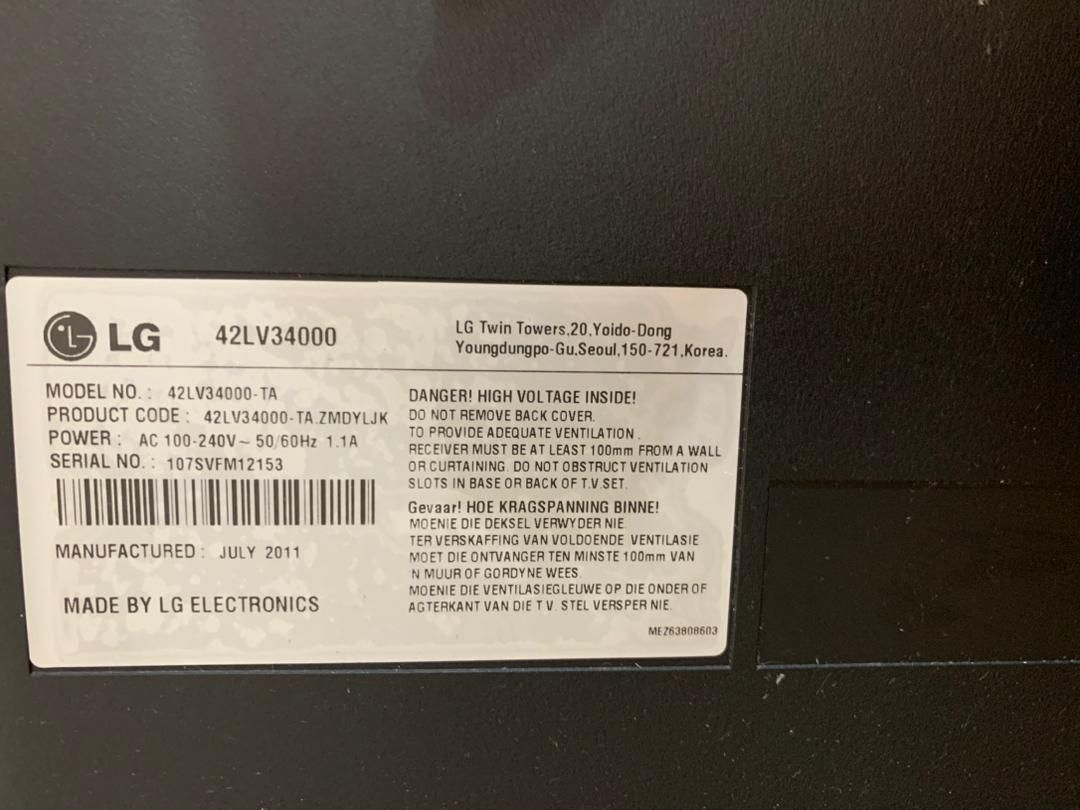 LG 42LV34000
LG Twin Towers,20,Yoido-Dong
Youngdungpo-Gu,Seoul,150-721,Korea.
MODEL NO. : 42LV34000-TA
PRODUCT CODE : 42LV34000-TA.ZMDYLJK
POWER : AC 100-240V~ 50/60Hz 1.1A
SERIAL NO. : 107SVFM12153
MANUFACTURED : JULY 2011
MADE BY LG ELECTRONICS
DANGER! HIGH VOLTAGE INSIDE!
DO NOT REMOVE BACK COVER.
TO PROVIDE ADEQUATE VENTILATION .
RECEIVER MUST BE AT LEAST 100mm FROM A WALL
OR CURTAINING. DO NOT OBSTRUCT VENTILATION
SLOTS IN BASE OR BACK OF T.V.SET.
Gevaar! HOE KRAGSPANNING BINNE!
MOENIE DIE DEKSEL VERWYDER NIE.
TER VERSKAFFING VAN VOLDOENDE VENTILASIE
MOET DIE ONTVANGER TEN MINSTE 100mm VAN
'N MUUR OF GORDYNE WEES.
MOENIE DIE VENTILASIEGLEUWE OP DIE ONDER OF
AGTERKANT VAN DIE T.V. STEL VERSPER NIE.
MEZ63808603